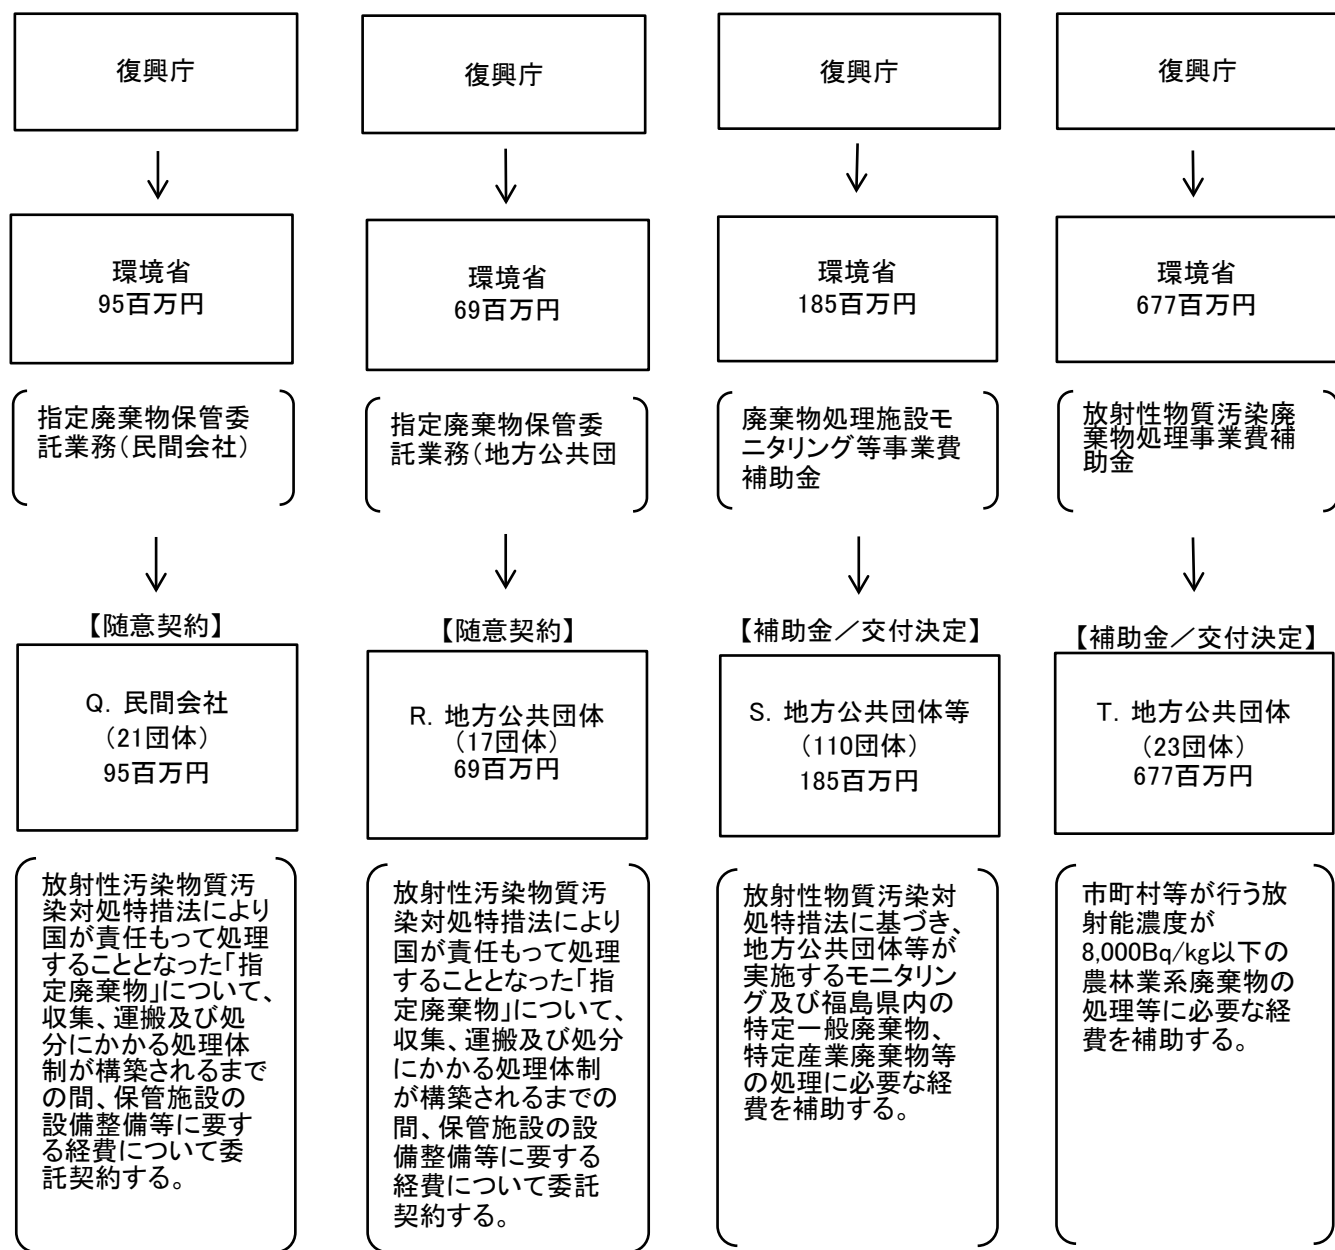 復興庁
環境省
95百万円
指定廃棄物保管委
託業務(民間会社)
【随意契約】
Q. 民間会社
(21団体)
95百万円
放射性汚染物質汚
染対処特措法により
国が責任もって処理
することとなった「指
定廃棄物」について、
収集、運搬及び処
分にかかる処理体
制が構築されるまで
の間、保管施設の
設備整備等に要す
る経費について委
託契約する。
復興庁
環境省
69百万円
指定廃棄物保管委
託業務(地方公共団
【随意契約】
R. 地方公共団体
(17団体)
69百万円
放射性汚染物質汚
染対処特措法により
国が責任もって処理
することとなった「指
定廃棄物」について、
収集、運搬及び処分
にかかる処理体制
が構築されるまでの
間、保管施設の設
備整備等に要する
経費について委託
契約する。
復興庁
環境省
185百万円
廃棄物処理施設モ
ニタリング等事業費
補助金
【補助金/交付決定】
S. 地方公共団体等
(110団体)
185百万円
放射性物質汚染対
処特措法に基づき、
地方公共団体等が
実施するモニタリン
グ及び福島県内の
特定一般廃棄物、
特定産業廃棄物等
の処理に必要な経
費を補助する。
復興庁
環境省
677百万円
放射性物質汚染廃
棄物処理事業費補
助金
【補助金/交付決定】
T. 地方公共団体
(23団体)
677百万円
市町村等が行う放
射能濃度が
8,000Bq/kg以下の
農林業系廃棄物の
処理等に必要な経
費を補助する。